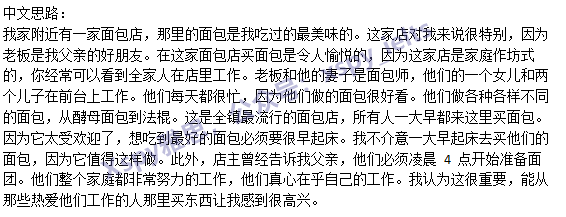 中文思路：
我家附近有一家面包店，那里的面包是我吃过的最美味的。这家店对我来说很特别，因为
老板是我父亲的好朋友。在这家面包店买面包是令人愉悦的，因为这家店是家庭作坊式
的，你经常可以看到全家人在店里工作。老板和他的妻子是面包师，他们的一个女儿和两
个儿子在前台上工作。他们每天都很忙，因为他们做的面包很好看。他们做各种各样不同
的面包，从酵母面包到法棍。这是全镇最流行的面包店，所有人一大早都来这里买面包。
因为它太受欢迎了，想吃到最好的面包必须要很早起床。我不介意一大早起床去买他们的
面包，因为它值得这样做。此外，店主曾经告诉我父亲，他们必须凌晨 4 点开始准备面
团。他们整个家庭都非常努力的工作，他们真心在乎自己的工作。我认为这很重要，能从
那些热爱他们工作的人那里买东西让我感到很高兴。